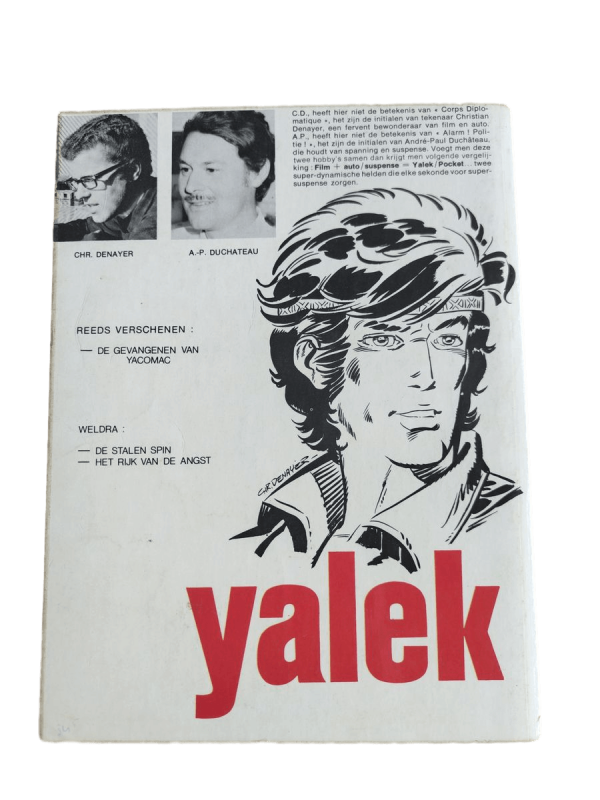 C.D., heeft hier niet de betekenis van « Corps Diplo-
matique », het zijn de initialen van tekenaar Christian
Denayer, een fervent bewonderaar van film en auto.
A.P., heeft hier niet de betekenis van « Alarm ! Poli-
tie ! », het zijn de initialen van André-Paul Duchâteau,
die houdt van spanning en suspense. Voegt men deze
twee hobby's samen dan krijgt men volgende vergelij-
king : Film + auto/suspense = Yalek/Pocket... twee
super-dynamische helden die elke sekonde voor super-
suspense zorgen.
CHR. DENAYER
A.-P. DUCHATEAU
REEDS VERSCHENEN :
— DE GEVANGENEN VAN
YACOMAC
WELDRA :
— DE STALEN SPIN
— HET RIJK VAN DE ANGST
CHR. DENAYER
yalek